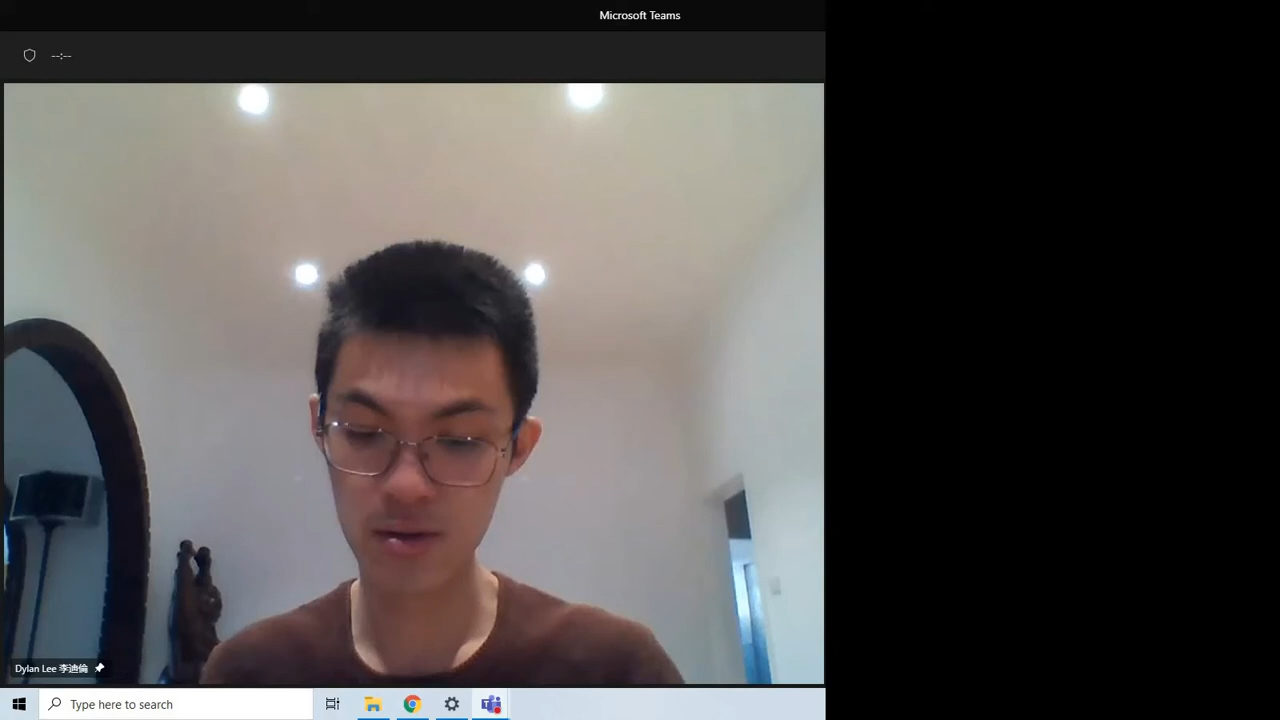 Microsoft Teams
--:--
Dylan Lee 李迪倫
Type here to search